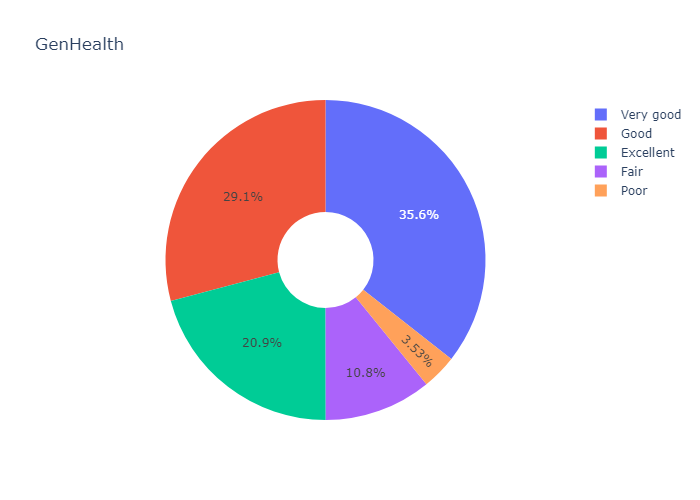 GenHealth
Very good
Good
Excellent
Fair
Poor
29.1%
35.6%
20.9%
3.53%
10.8%